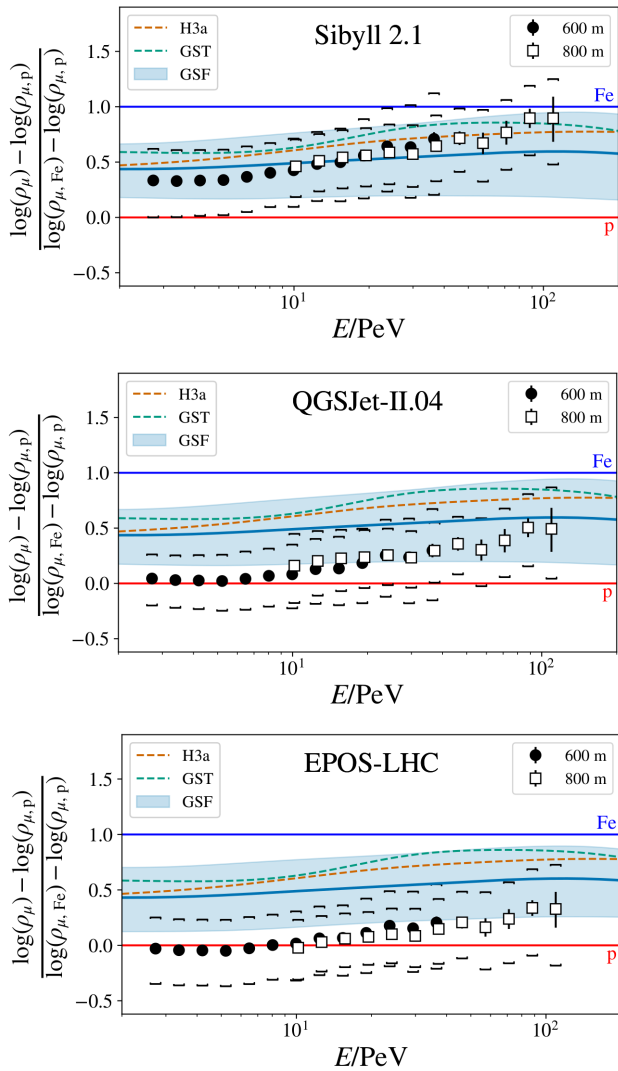 Sibyll 2.1
H3a
GST
GSF
600 m
800 m
Fe
p
log(ρμ) − log(ρμ, p)
log(ρμ, Fe) − log(ρμ, p)
1.5
1.0
0.5
0.0
−0.5
10¹
10²
E/PeV
QGSJet-II.04
H3a
GST
GSF
600 m
800 m
Fe
p
log(ρμ) − log(ρμ, p)
log(ρμ, Fe) − log(ρμ, p)
1.5
1.0
0.5
0.0
−0.5
10¹
10²
E/PeV
EPOS-LHC
H3a
GST
GSF
600 m
800 m
Fe
p
log(ρμ) − log(ρμ, p)
log(ρμ, Fe) − log(ρμ, p)
1.5
1.0
0.5
0.0
−0.5
10¹
10²
E/PeV